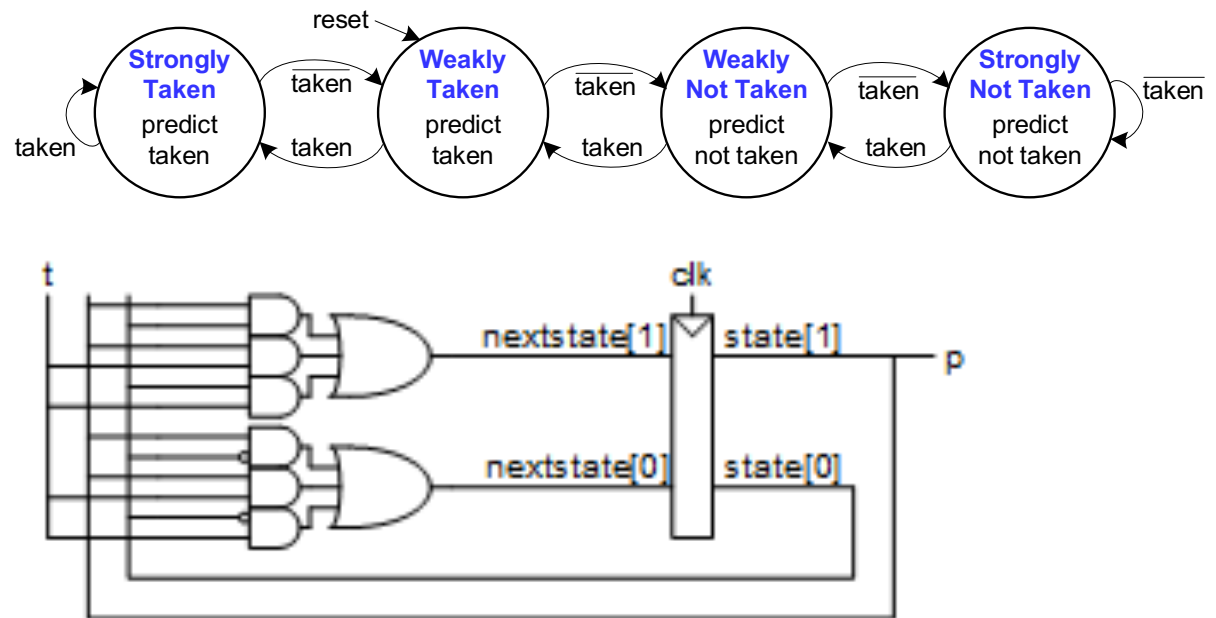 reset
Strongly
Taken
predict
taken
Weakly
Taken
predict
taken
Weakly
Not Taken
predict
not taken
Strongly
Not Taken
predict
not taken
taken
taken
taken
taken
taken
taken
taken
taken
t
clk
nextstate[1]
state[1]
p
nextstate[0]
state[0]